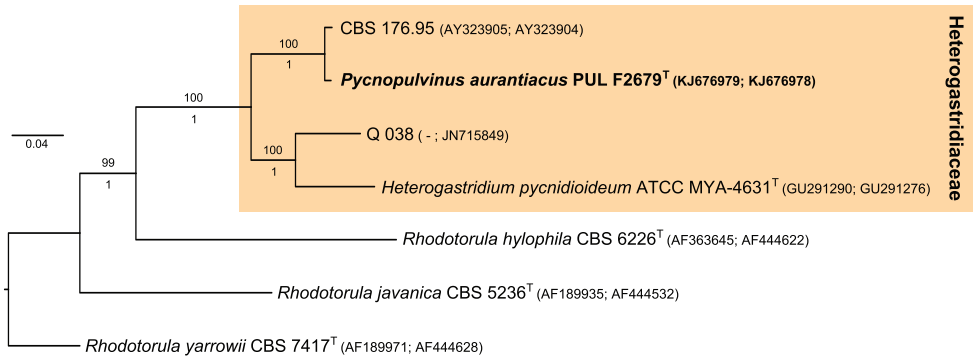 CBS 176.95 (AY323905; AY323904)
100
1
Pycnopulvinus aurantiacus PUL F2679ᵀ (KJ676979; KJ676978)
100
1
Q 038 ( - ; JN715849)
100
1
Heterogastridium pycnidioideum ATCC MYA-4631ᵀ (GU291290; GU291276)
Heterogastridiaceae
0.04
99
1
Rhodotorula hylophila CBS 6226ᵀ (AF363645; AF444622)
Rhodotorula javanica CBS 5236ᵀ (AF189935; AF444532)
Rhodotorula yarrowii CBS 7417ᵀ (AF189971; AF444628)